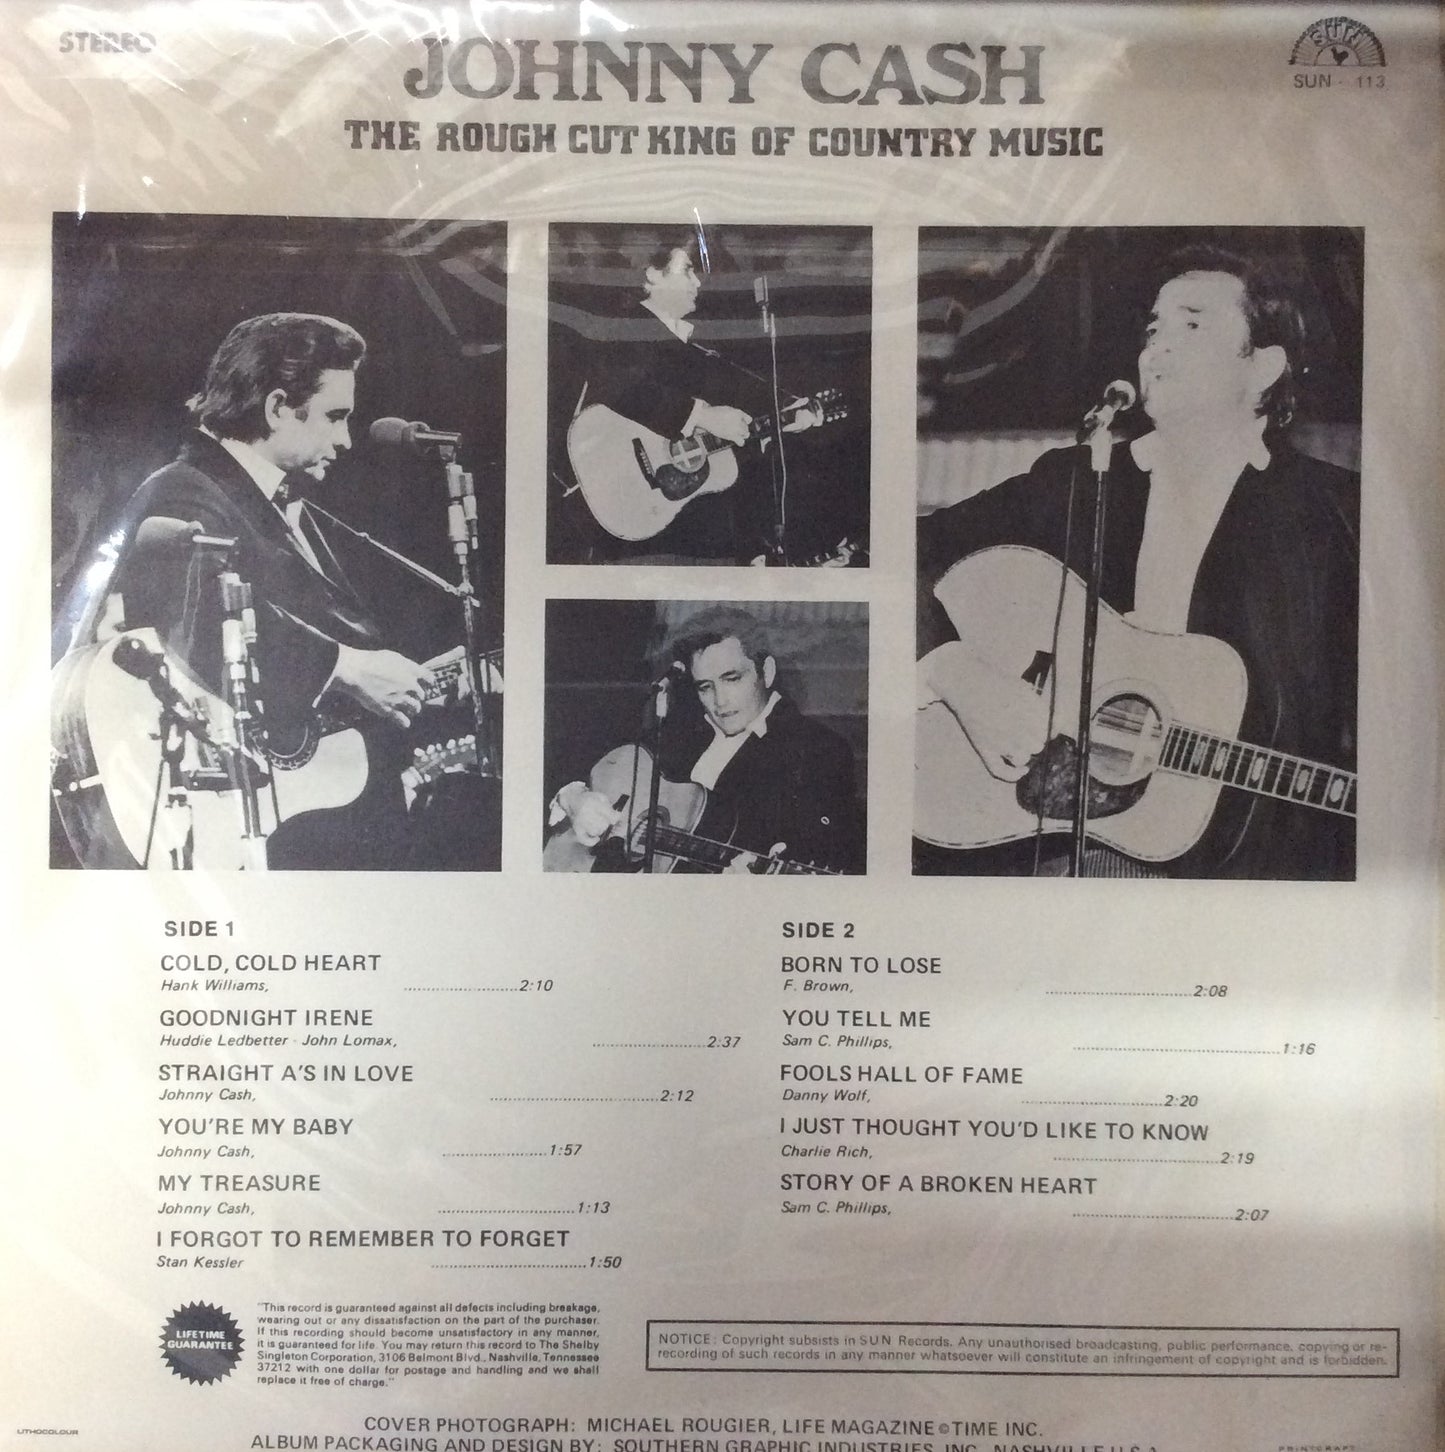 STEREO
SUN
SUN - 113
JOHNNY CASH
THE ROUGH CUT KING OF COUNTRY MUSIC
SIDE 1
COLD, COLD HEART
Hank Williams, ........................2:10
GOODNIGHT IRENE
Huddie Ledbetter - John Lomax, ........................2:37
STRAIGHT A'S IN LOVE
Johnny Cash, ........................2:12
YOU'RE MY BABY
Johnny Cash, ........................1:57
MY TREASURE
Johnny Cash, ........................1:13
I FORGOT TO REMEMBER TO FORGET
Stan Kessler ........................1:50
SIDE 2
BORN TO LOSE
F. Brown, ........................2:08
YOU TELL ME
Sam C. Phillips, ........................1:16
FOOLS HALL OF FAME
Danny Wolf, ........................2:20
I JUST THOUGHT YOU'D LIKE TO KNOW
Charlie Rich, ........................2:19
STORY OF A BROKEN HEART
Sam C. Phillips, ........................2:07
LIFETIME
GUARANTEE
"This record is guaranteed against all defects including breakage,
wearing out or any dissatisfaction on the part of the purchaser.
If this recording should become unsatisfactory in any manner,
it is guaranteed for life. You may return this record to The Shelby
Singleton Corporation, 3106 Belmont Blvd., Nashville, Tennessee
37212 with one dollar for postage and handling and we shall
replace it free of charge."
NOTICE: Copyright subsists in SUN Records. Any unauthorised broadcasting, public performance, copying or re-
recording of such records in any manner whatsoever will constitute an infringement of copyright and is forbidden.
LITHOCOLOUR
COVER PHOTOGRAPH: MICHAEL ROUGIER, LIFE MAGAZINE © TIME INC.
ALBUM PACKAGING AND DESIGN BY: SOUTHERN GRAPHIC INDUSTRIES, INC. NASHVILLE U.S.A.
PRINTCRAFT